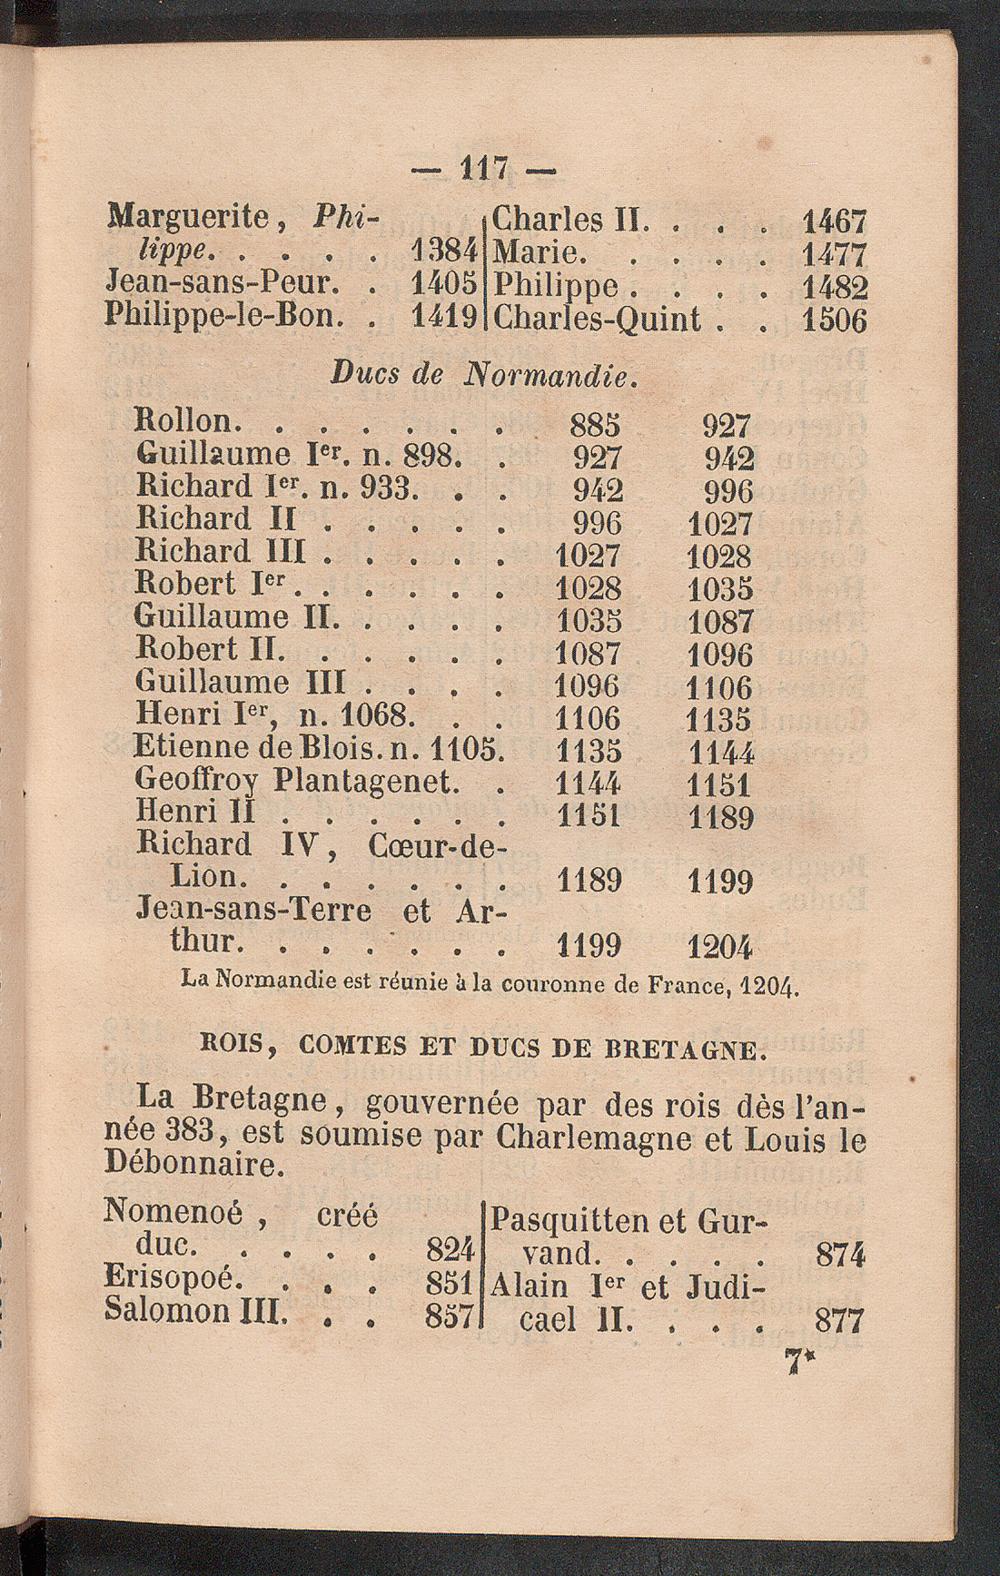 — 117 —
Marguerite, Phi-
lippe. . . . . 1384
Jean-sans-Peur. . 1405
Philippe-le-Bon. . 1419
Charles II. . . . 1467
Marie. . . . . 1477
Philippe . . . . 1482
Charles-Quint . . 1506
Ducs de Normandie.
Rollon. . . . . . . 885 927
Guillaume Ier. n. 898. . 927 942
Richard Ier. n. 933. . . 942 996
Richard II . . . . . 996 1027
Richard III . . . . . 1027 1028
Robert Ier . . . . . . 1028 1035
Guillaume II. . . . . 1035 1087
Robert II. . . . . . 1087 1096
Guillaume III . . . . 1096 1106
Henri Ier, n. 1068. . . 1106 1135
Etienne de Blois. n. 1105. 1135 1144
Geoffroy Plantagenet. . 1144 1151
Henri II . . . . . . 1151 1189
Richard IV, Cœur-de-
Lion. . . . . . . 1189 1199
Jean-sans-Terre et Ar-
thur. . . . . . . 1199 1204
La Normandie est réunie à la couronne de France, 1204.
ROIS, COMTES ET DUCS DE BRETAGNE.
La Bretagne, gouvernée par des rois dès l'an-
née 383, est soumise par Charlemagne et Louis le
Débonnaire.
Nomenoé, créé
duc. . . . . 824
Erisopoé. . . . 851
Salomon III. . . 857
Pasquitten et Gur-
vand. . . . . 874
Alain Ier et Judi-
cael II. . . . 877
7*